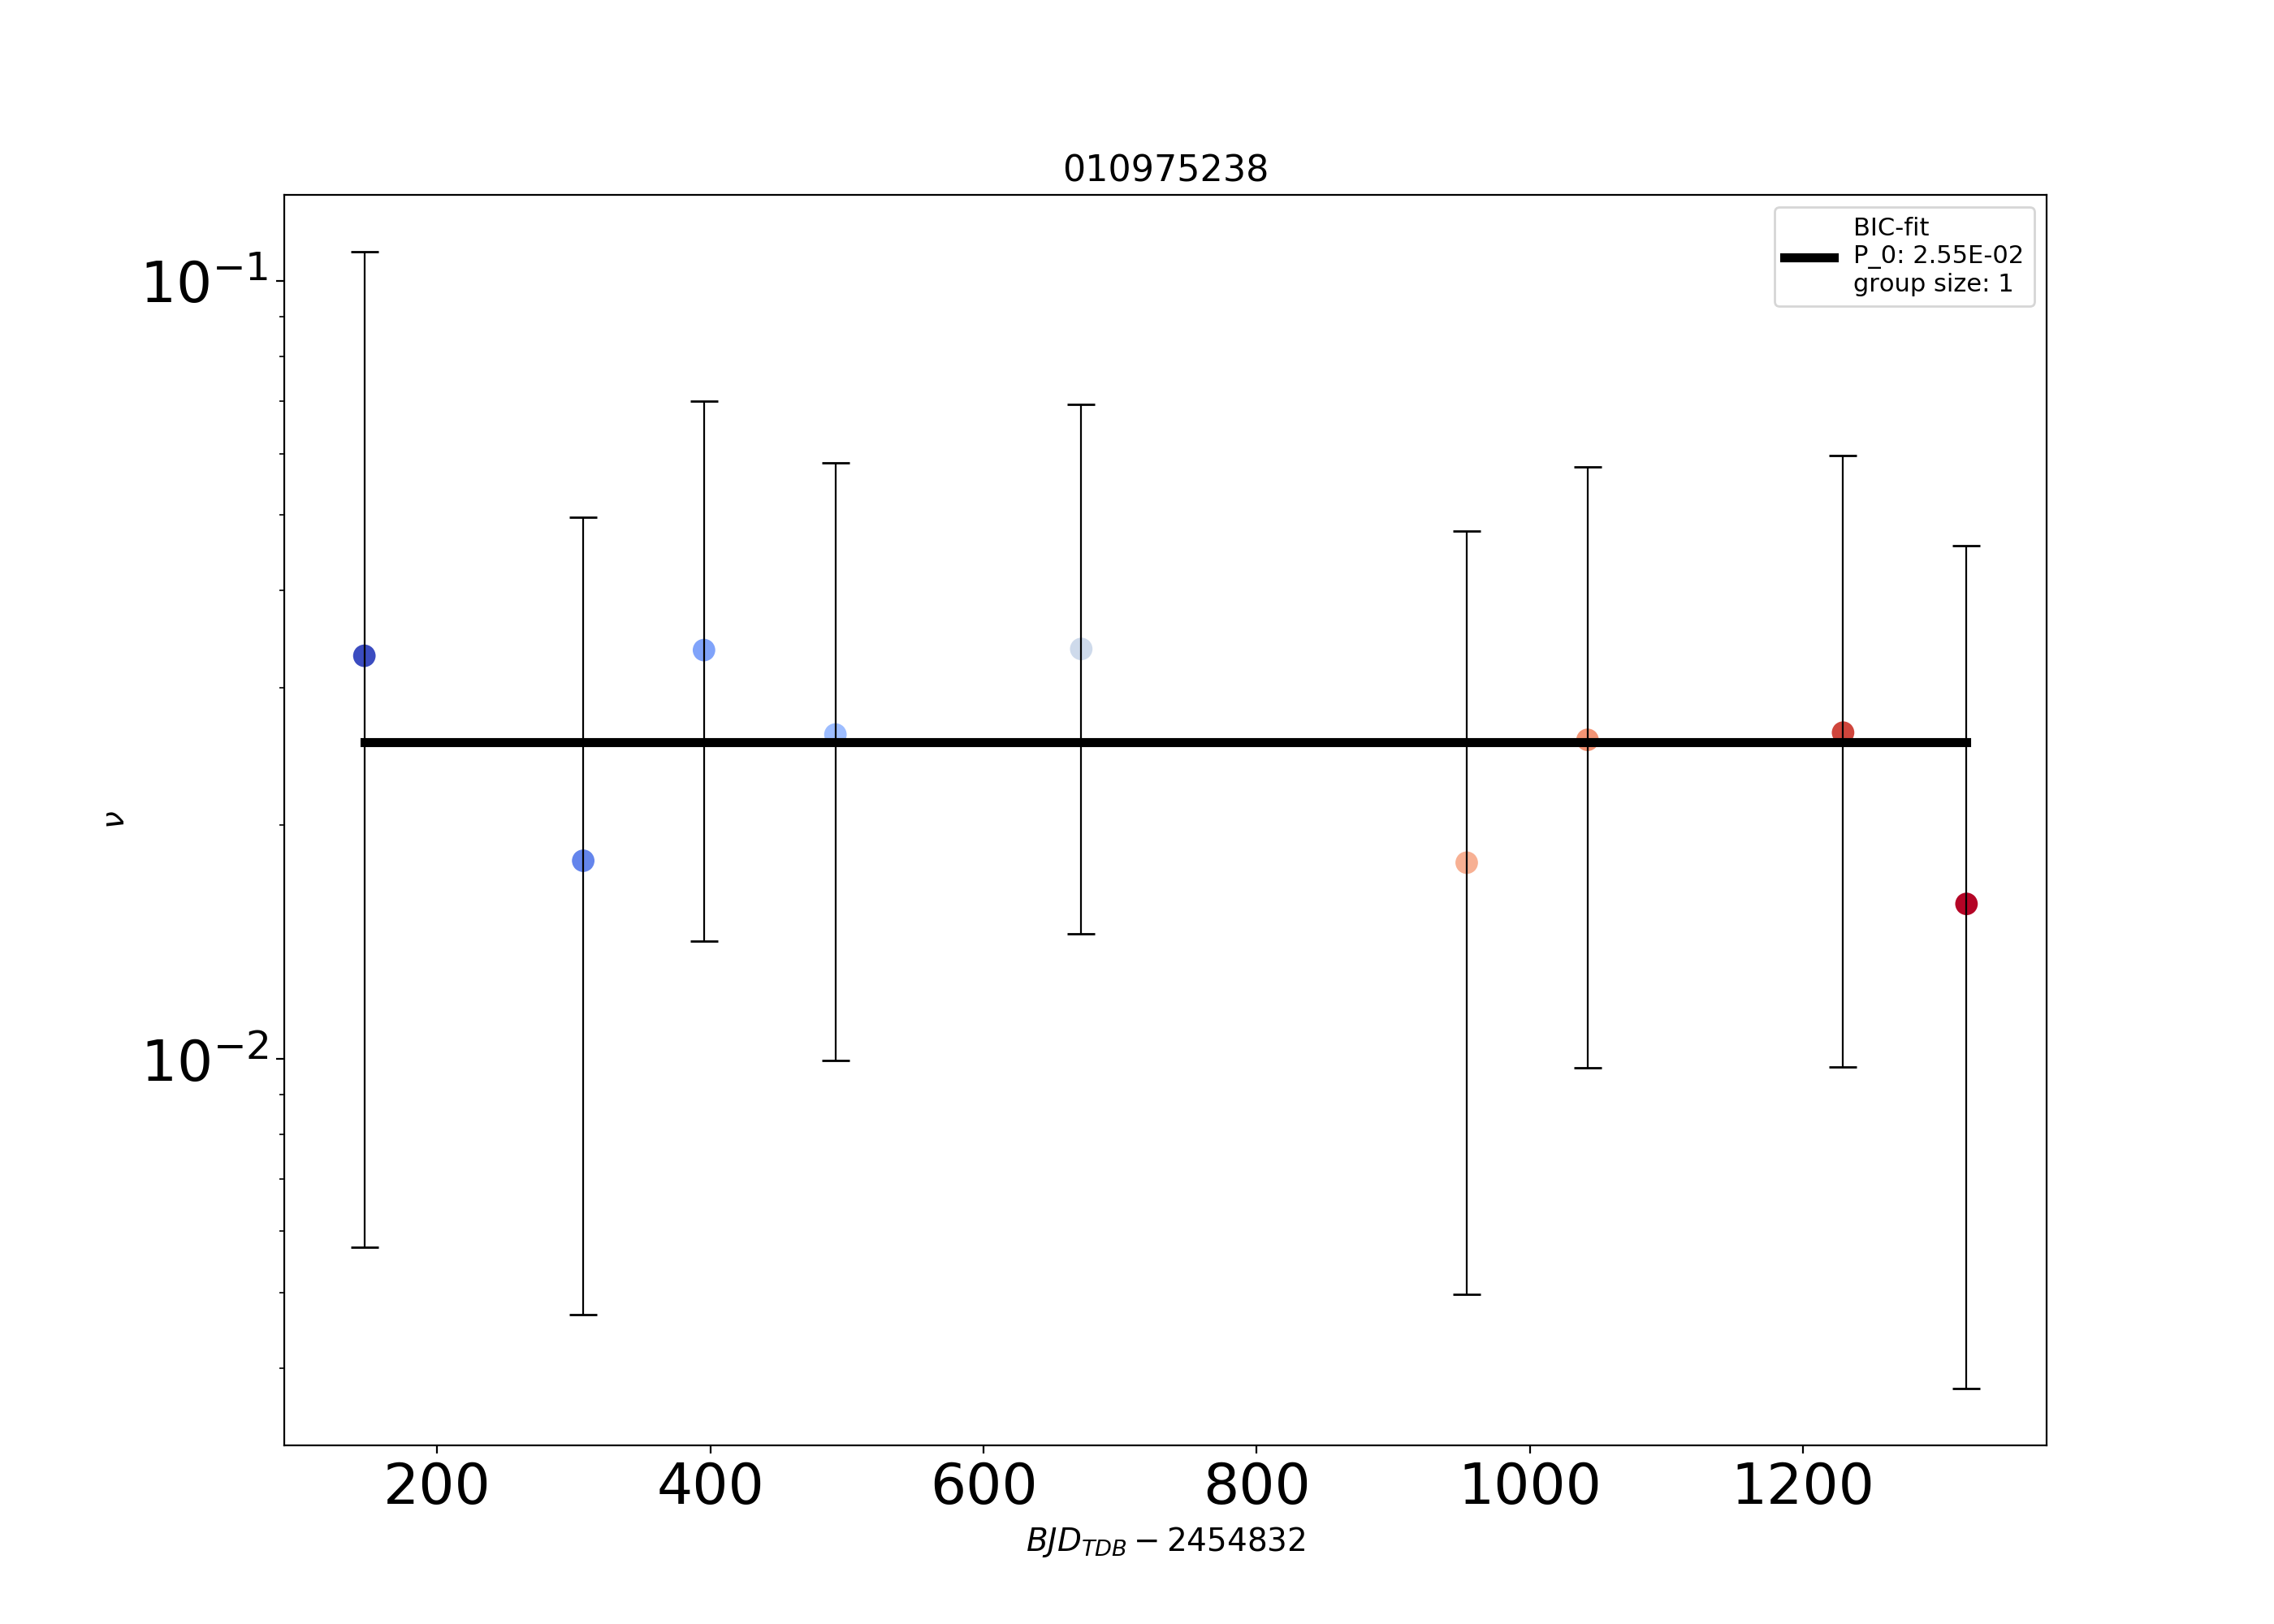 010975238
BIC-fit
P_0: 2.55E-02
group size: 1
10⁻¹
10⁻²
ν
200 400 600 800 1000 1200
BJD_TDB − 2454832